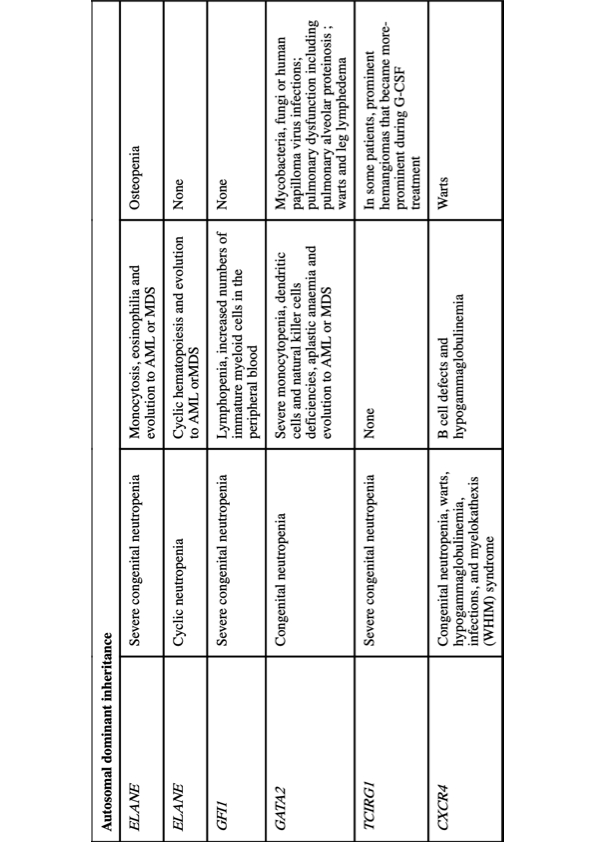 Autosomal dominant inheritance
ELANE
Severe congenital neutropenia
Monocytosis, eosinophilia and
evolution to AML or MDS
Osteopenia
ELANE
Cyclic neutropenia
Cyclic hematopoiesis and evolution
to AML orMDS
None
GFI1
Severe congenital neutropenia
Lymphopenia, increased numbers of
immature myeloid cells in the
peripheral blood
None
GATA2
Congenital neutropenia
Severe monocytopenia, dendritic
cells and natural killer cells
deficiencies, aplastic anaemia and
evolution to AML or MDS
Mycobacteria, fungi or human
papilloma virus infections;
pulmonary dysfunction including
pulmonary alveolar proteinosis ;
warts and leg lymphedema
TCIRG1
Severe congenital neutropenia
None
In some patients, prominent
hemangiomas that became more-
prominent during G-CSF
treatment
CXCR4
Congenital neutropenia, warts,
hypogammaglobulinemia,
infections, and myelokathexis
(WHIM) syndrome
B cell defects and
hypogammaglobulinemia
Warts